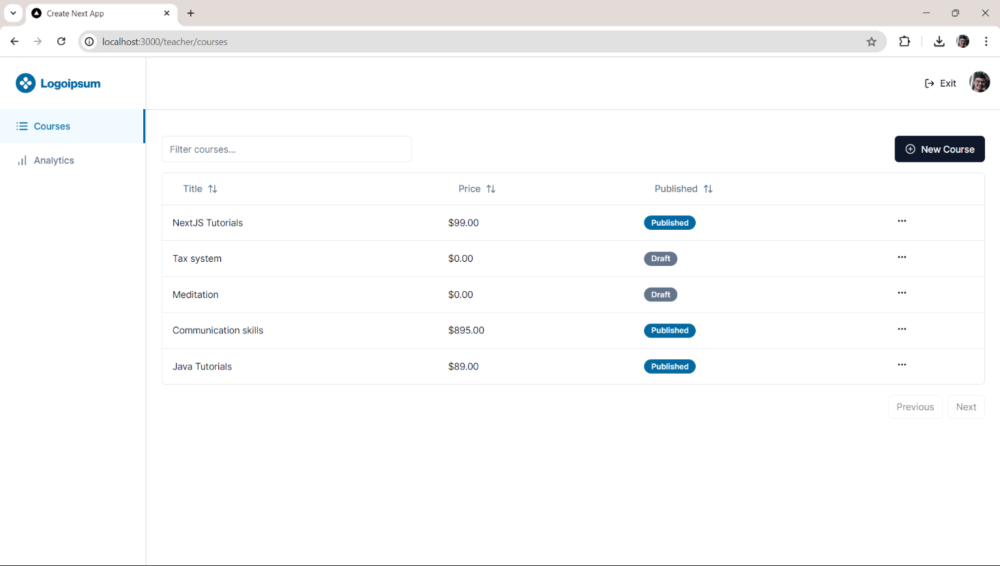 Create Next App
localhost:3000/teacher/courses
Logoipsum
Exit
Courses
Analytics
Filter courses...
New Course
Title Price Published
NextJS Tutorials $99.00 Published
Tax system $0.00 Draft
Meditation $0.00 Draft
Communication skills $895.00 Published
Java Tutorials $89.00 Published
Previous Next